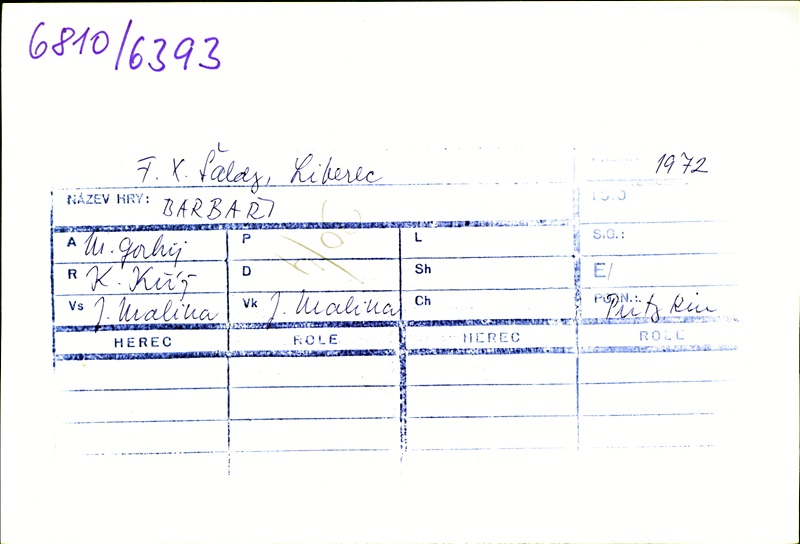 6810/6393
F. X. Šaldy, Liberec 1972
NÁZEV HRY: BARBAŘI
A M. Gorkij P L S.G.:
R K. Kříž D Sh E/
Vs J. Malina Vk J. Malina Ch POZN.:
HEREC ROLE HEREC ROLE